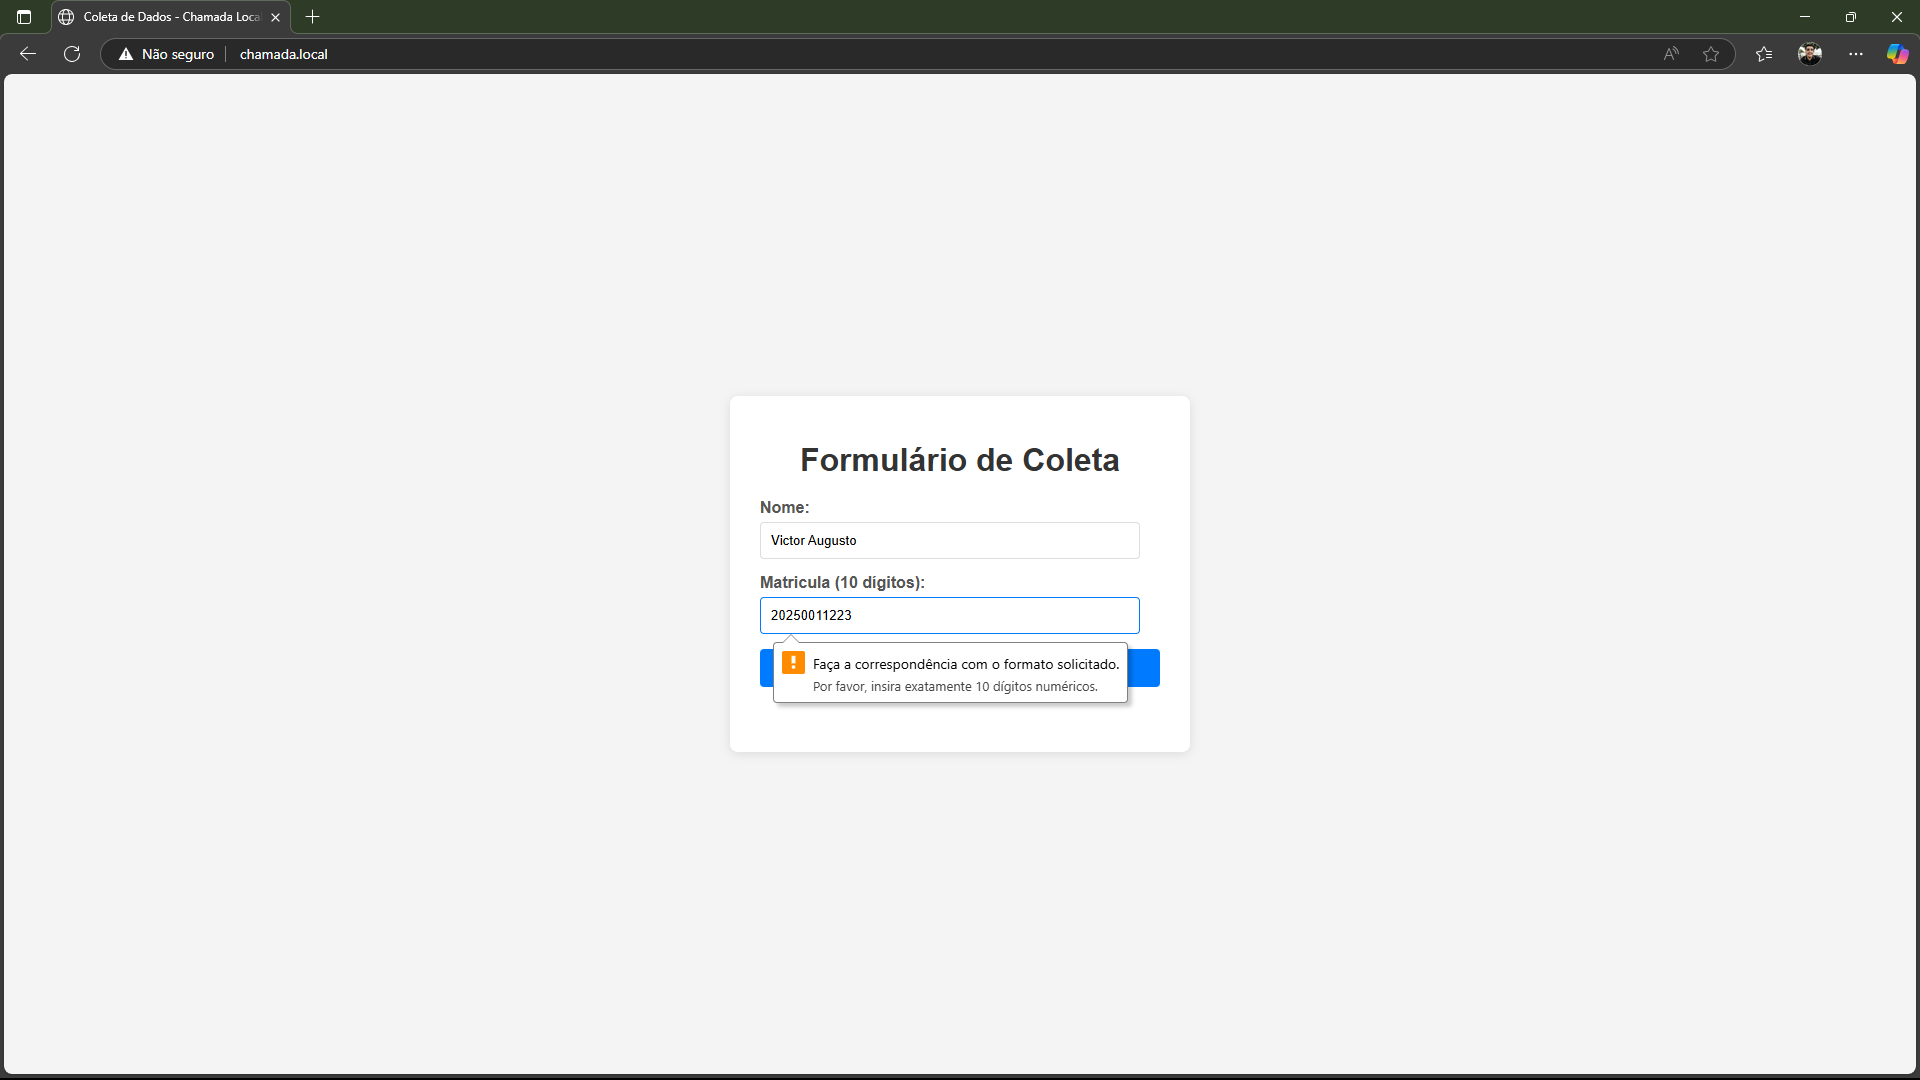 Coleta de Dados - Chamada Loca
Não seguro
chamada.local
Formulário de Coleta
Nome:
Victor Augusto
Matricula (10 dígitos):
20250011223
Faça a correspondência com o formato solicitado.
Por favor, insira exatamente 10 dígitos numéricos.